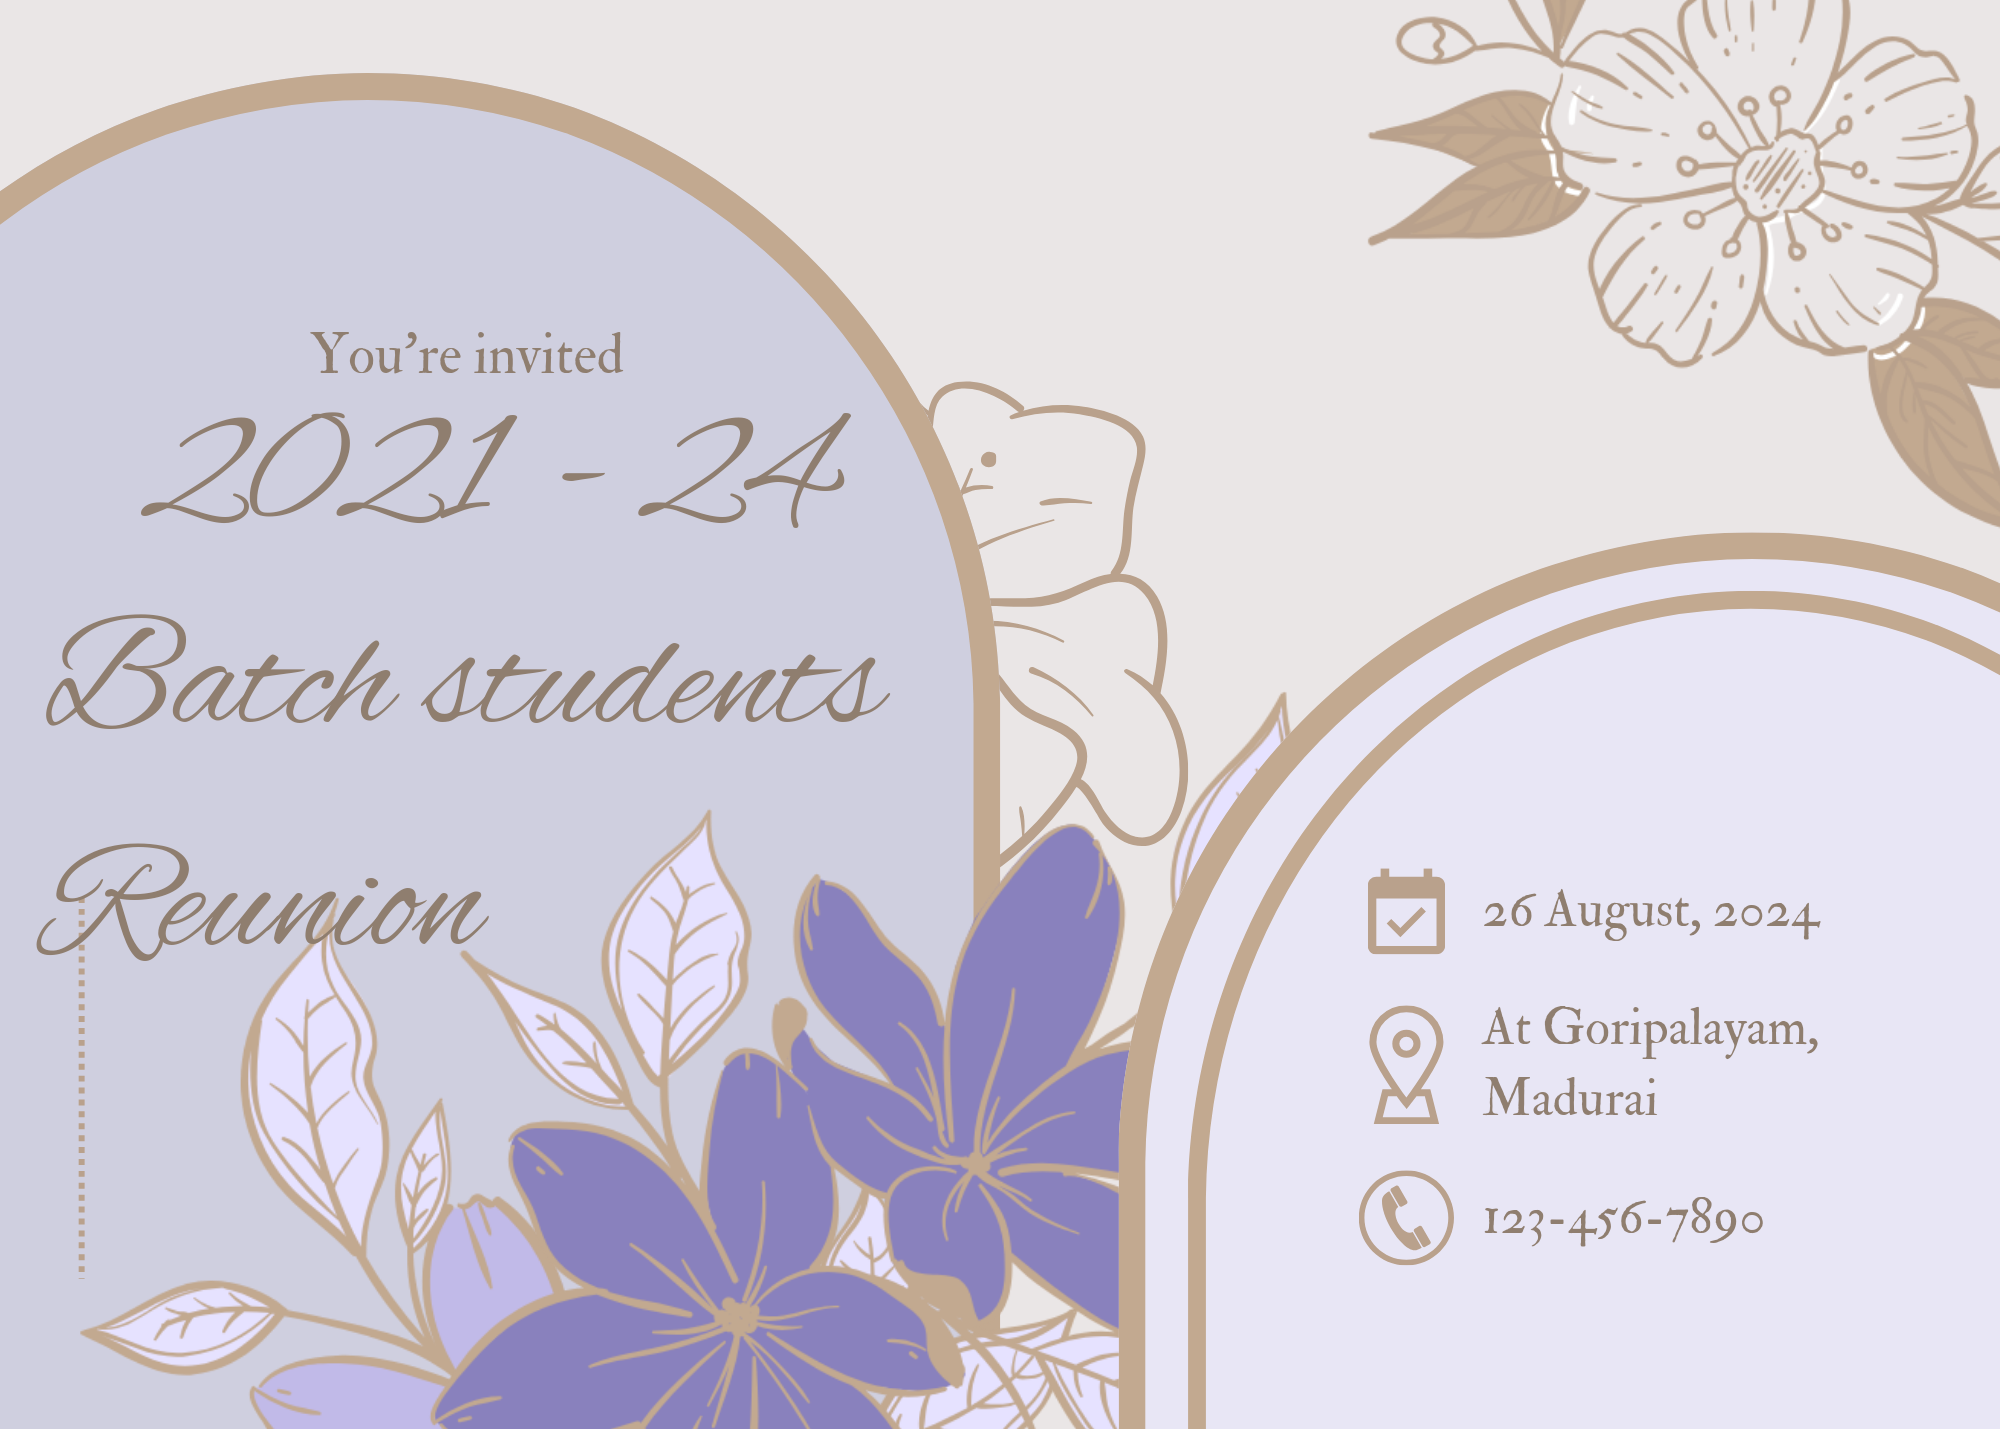 You're invited
2021 - 24
Batch students
Reunion
26 August, 2024
At Goripalayam,
Madurai
123-456-7890